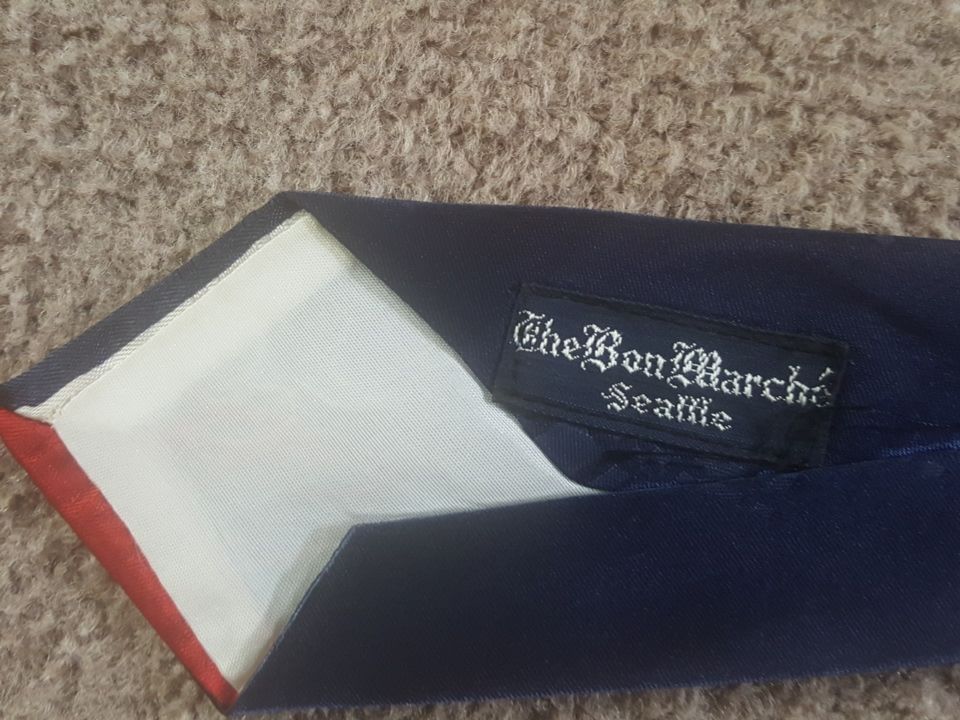 The Bon Marché
Seattle